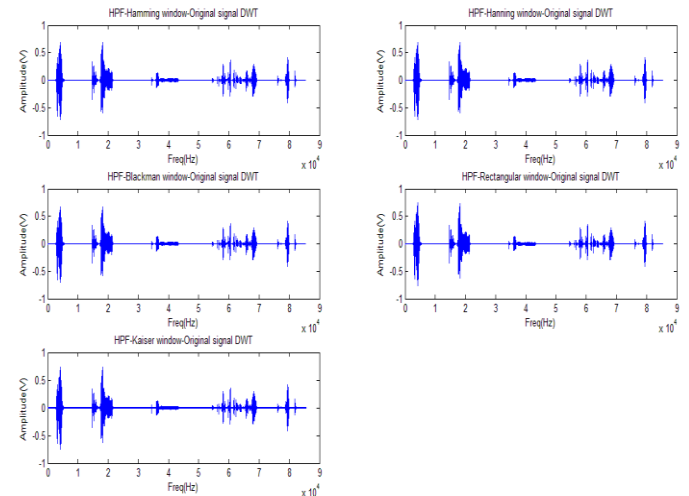 HPF-Hamming window-Original signal DWT
1
0.5
0
-0.5
-1
Amplitude(V)
0 1 2 3 4 5 6 7 8 9
Freq(Hz)
x 10^4
HPF-Hanning window-Original signal DWT
1
0.5
0
-0.5
-1
Amplitude(V)
0 1 2 3 4 5 6 7 8 9
Freq(Hz)
x 10^4
HPF-Blackman window-Original signal DWT
1
0.5
0
-0.5
-1
Amplitude(V)
0 1 2 3 4 5 6 7 8 9
Freq(Hz)
x 10^4
HPF-Rectangular window-Original signal DWT
1
0.5
0
-0.5
-1
Amplitude(V)
0 1 2 3 4 5 6 7 8 9
Freq(Hz)
x 10^4
HPF-Kaiser window-Original signal DWT
1
0.5
0
-0.5
-1
Amplitude(V)
0 1 2 3 4 5 6 7 8 9
Freq(Hz)
x 10^4